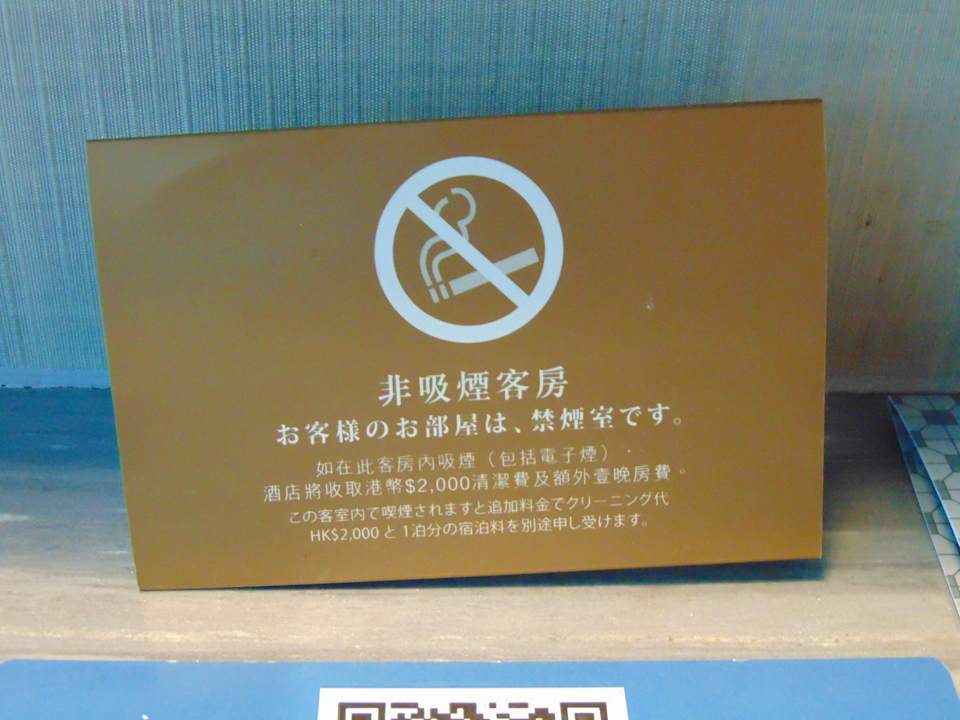 非吸煙客房
お客様のお部屋は、禁煙室です。
如在此客房內吸煙（包括電子煙），
酒店將收取港幣$2,000清潔費及額外壹晚房費。
この客室内で喫煙されますと追加料金でクリーニング代
HK$2,000 と 1泊分の宿泊料を別途申し受けます。